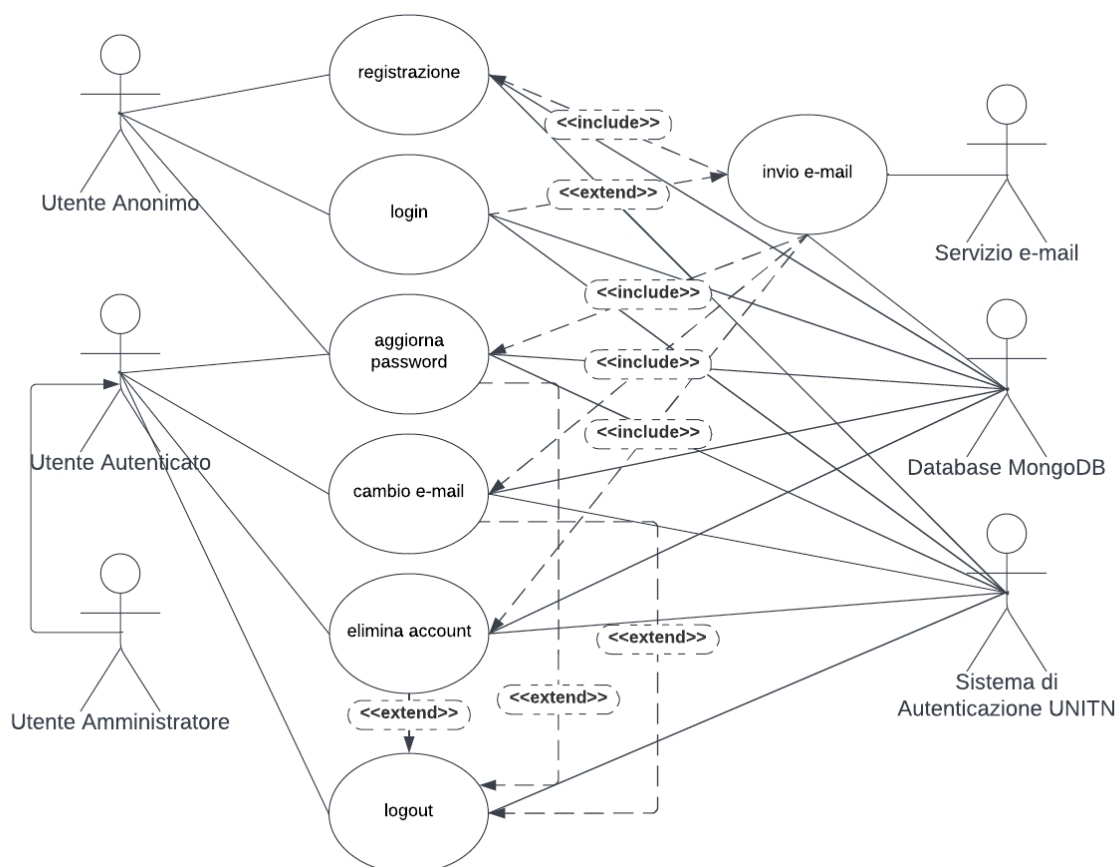 registrazione
<<include>>
invio e-mail
<<extend>>
Utente Anonimo
login
Servizio e-mail
<<include>>
aggiorna
password
<<include>>
<<include>>
Utente Autenticato
Database MongoDB
cambio e-mail
elimina account
<<extend>>
<<extend>>
<<extend>>
Utente Amministratore
Sistema di
Autenticazione UNITN
logout